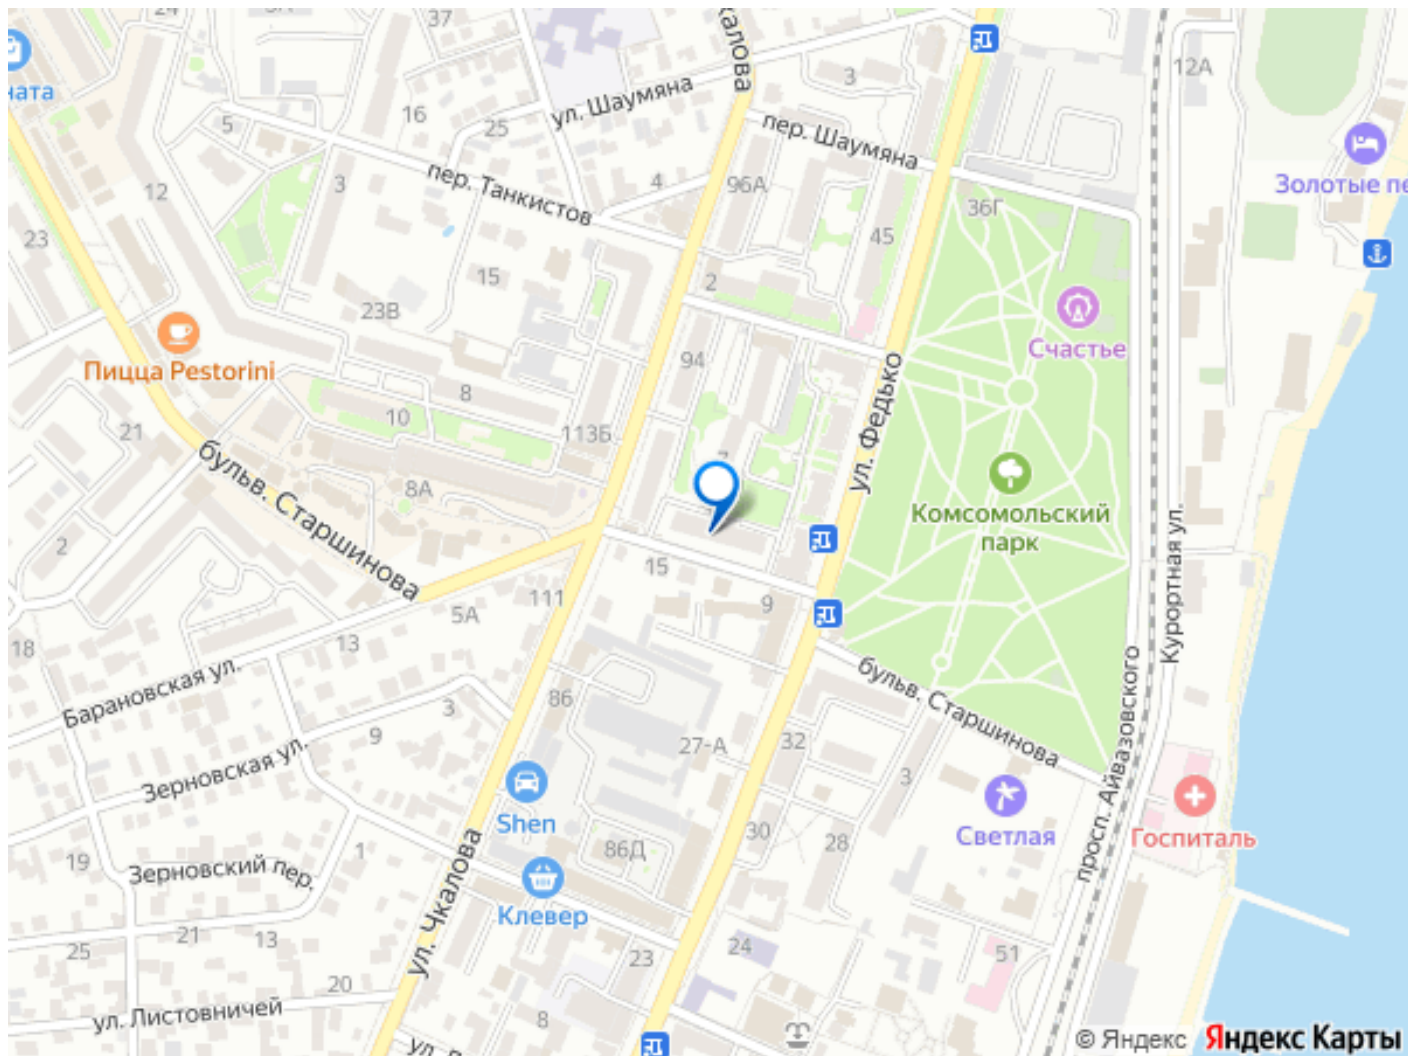 37
24
ната
Чкалова
ул. Шаумяна
3
12А
16
25
5
пер. Шаумяна
пер. Танкистов
3
4
96А
12
36Г
45
Золотые пе
23
15
2
23В
Счастье
Пицца Pestorini
94
8
10
ул. Федько
21
113Б
бульв. Старшинова
8А
Комсомольский
парк
2
15
Курортная ул.
111
5А
9
18
13
Барановская ул.
бульв. Старшинова
86
3
9
27-А
32
Зерновская ул.
3
просп. Айвазовского
Shen
Светлая
Госпиталь
30
28
19
1
86Д
Зерновский пер.
ул. Чкалова
Клевер
21
13
25
24
23
51
20
ул. Листовничей
8
© Яндекс
Яндекс Карты